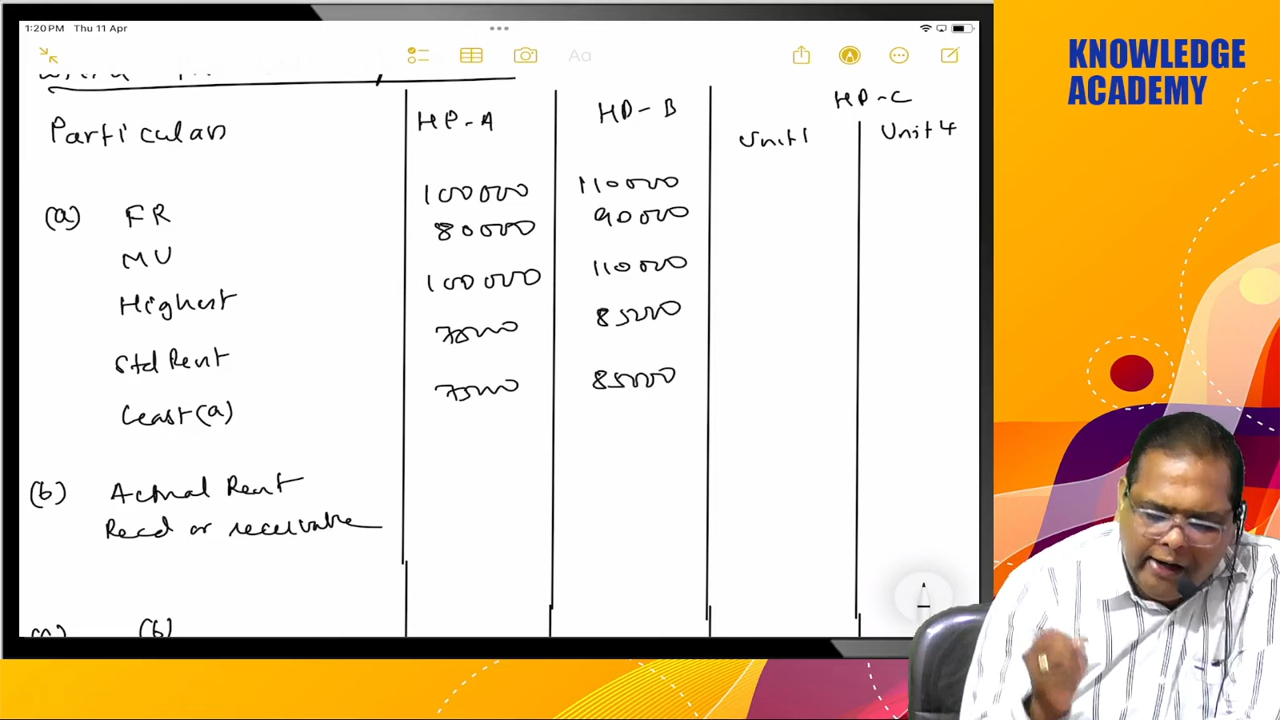 1:20 PM Thu 11 Apr
KNOWLEDGE
ACADEMY
Aa
Particulars HP-A HP-B HP-C
Unit 1 Unit 4
(a) FR 100000 110000
MV 80000 90000
Highest 100000 110000
Std Rent 75000 85000
Least (a) 75000 85000
(b) Actual Rent
Recd or receivable
(b)